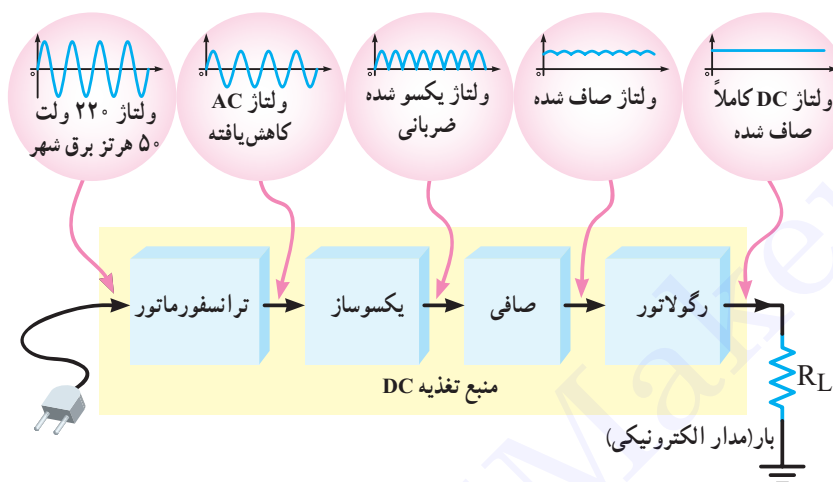 ولتاژ ۲۲۰ ولت
۵۰ هرتز برق شهر
ولتاژ AC
کاهش‌یافته
ولتاژ یکسو شده
ضربانی
ولتاژ صاف شده
ولتاژ DC کاملاً
صاف شده
ترانسفورماتور
یکسوساز
صافی
رگولاتور
منبع تغذیه DC
R_L
بار(مدار الکترونیکی)